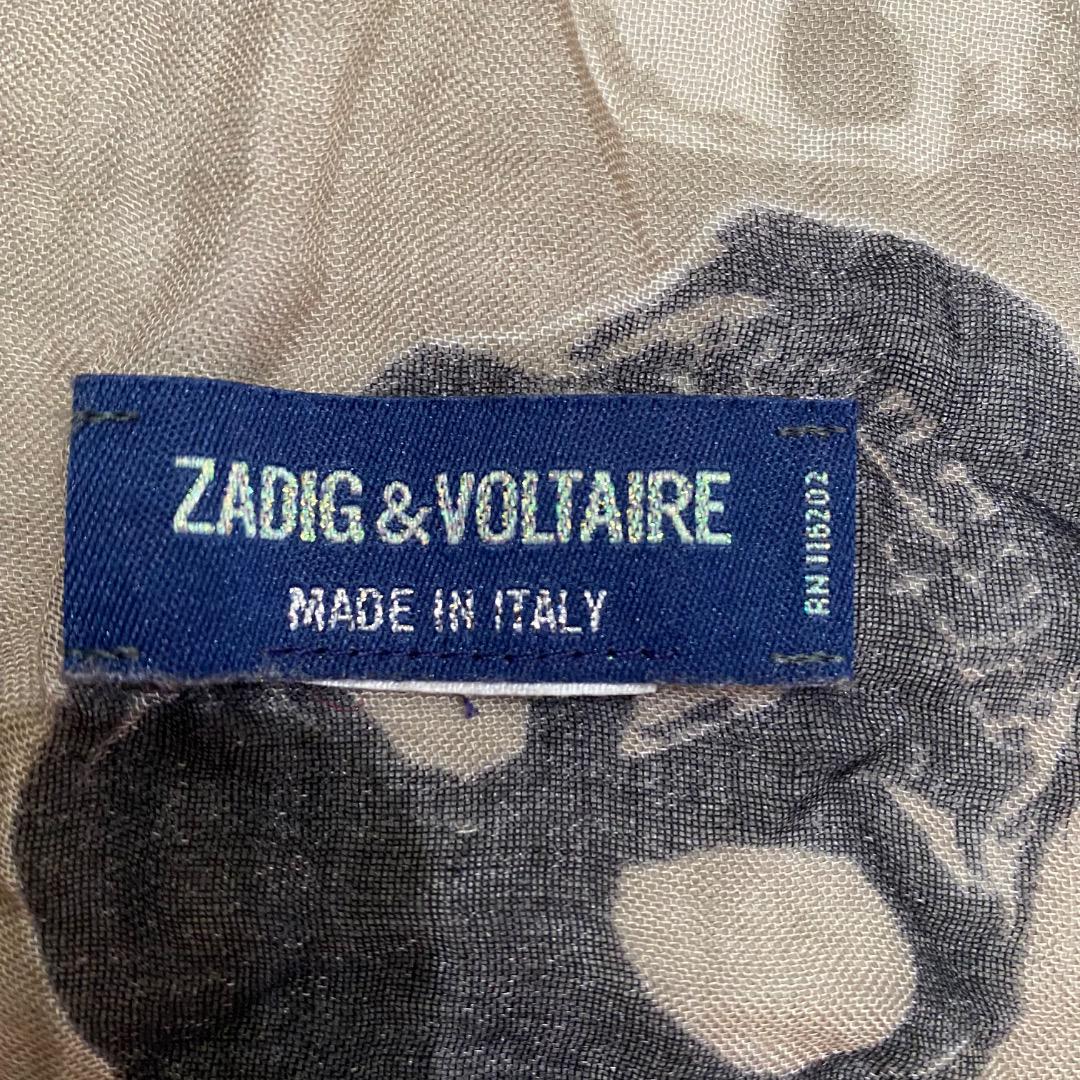 ZADIG & VOLTAIRE
MADE IN ITALY
RN 116202